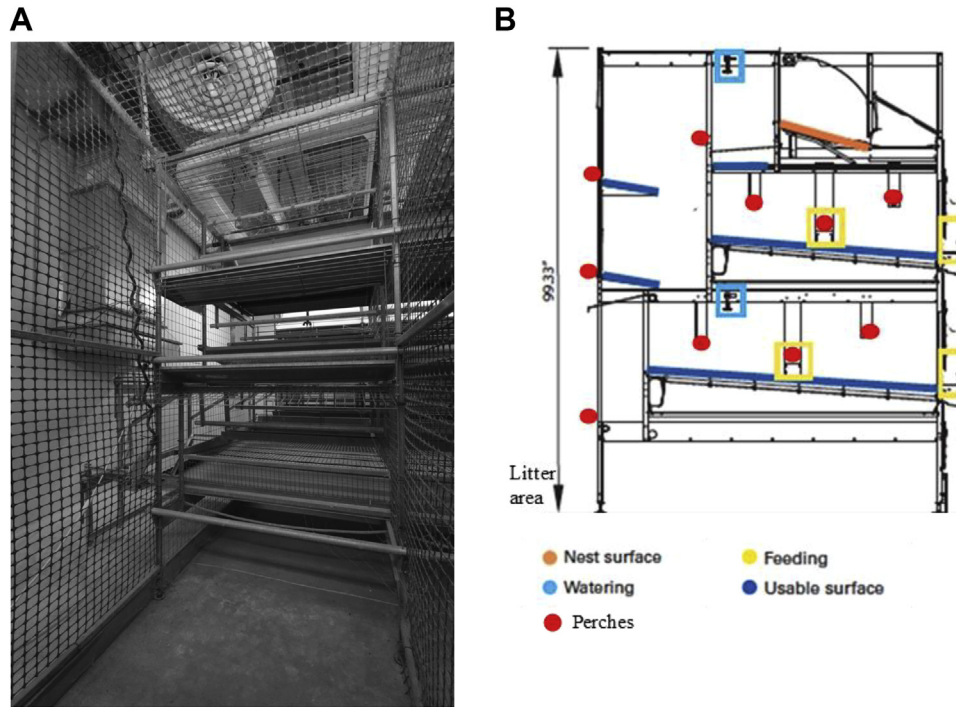 A
B
99.33"
Litter
area
Nest surface
Feeding
Watering
Usable surface
Perches